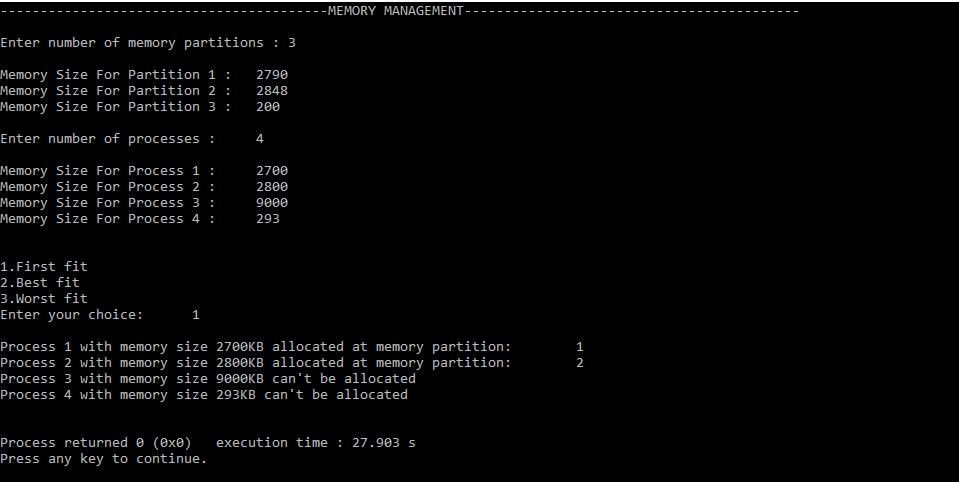 -----------------------------------------MEMORY MANAGEMENT------------------------------------------
Enter number of memory partitions : 3
Memory Size For Partition 1 :   2790
Memory Size For Partition 2 :   2848
Memory Size For Partition 3 :   200
Enter number of processes :     4
Memory Size For Process 1 :     2700
Memory Size For Process 2 :     2800
Memory Size For Process 3 :     9000
Memory Size For Process 4 :     293
1.First fit
2.Best fit
3.Worst fit
Enter your choice:      1
Process 1 with memory size 2700KB allocated at memory partition:        1
Process 2 with memory size 2800KB allocated at memory partition:        2
Process 3 with memory size 9000KB can't be allocated
Process 4 with memory size 293KB can't be allocated
Process returned 0 (0x0)   execution time : 27.903 s
Press any key to continue.